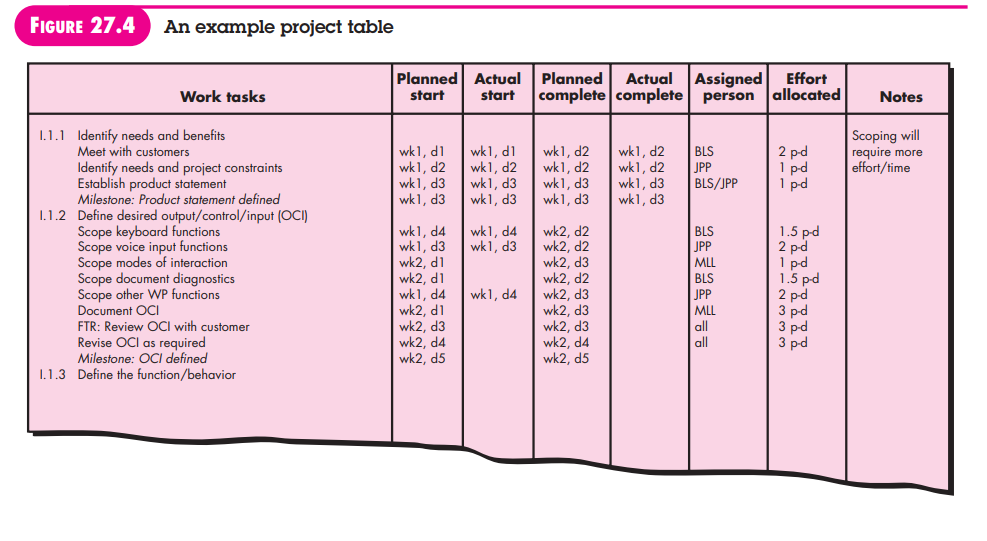 FIGURE 27.4 An example project table
Work tasks Planned start Actual start Planned complete Actual complete Assigned person Effort allocated Notes
I.1.1 Identify needs and benefits Scoping will
Meet with customers wk1, d1 wk1, d1 wk1, d2 wk1, d2 BLS 2 p-d require more
Identify needs and project constraints wk1, d2 wk1, d2 wk1, d2 wk1, d2 JPP 1 p-d effort/time
Establish product statement wk1, d3 wk1, d3 wk1, d3 wk1, d3 BLS/JPP 1 p-d
Milestone: Product statement defined wk1, d3 wk1, d3 wk1, d3 wk1, d3
I.1.2 Define desired output/control/input (OCI)
Scope keyboard functions wk1, d4 wk1, d4 wk2, d2 BLS 1.5 p-d
Scope voice input functions wk1, d3 wk1, d3 wk2, d2 JPP 2 p-d
Scope modes of interaction wk2, d1 wk2, d3 MLL 1 p-d
Scope document diagnostics wk2, d1 wk2, d2 BLS 1.5 p-d
Scope other WP functions wk1, d4 wk1, d4 wk2, d3 JPP 2 p-d
Document OCI wk2, d1 wk2, d3 MLL 3 p-d
FTR: Review OCI with customer wk2, d3 wk2, d3 all 3 p-d
Revise OCI as required wk2, d4 wk2, d4 all 3 p-d
Milestone: OCI defined wk2, d5 wk2, d5
I.1.3 Define the function/behavior